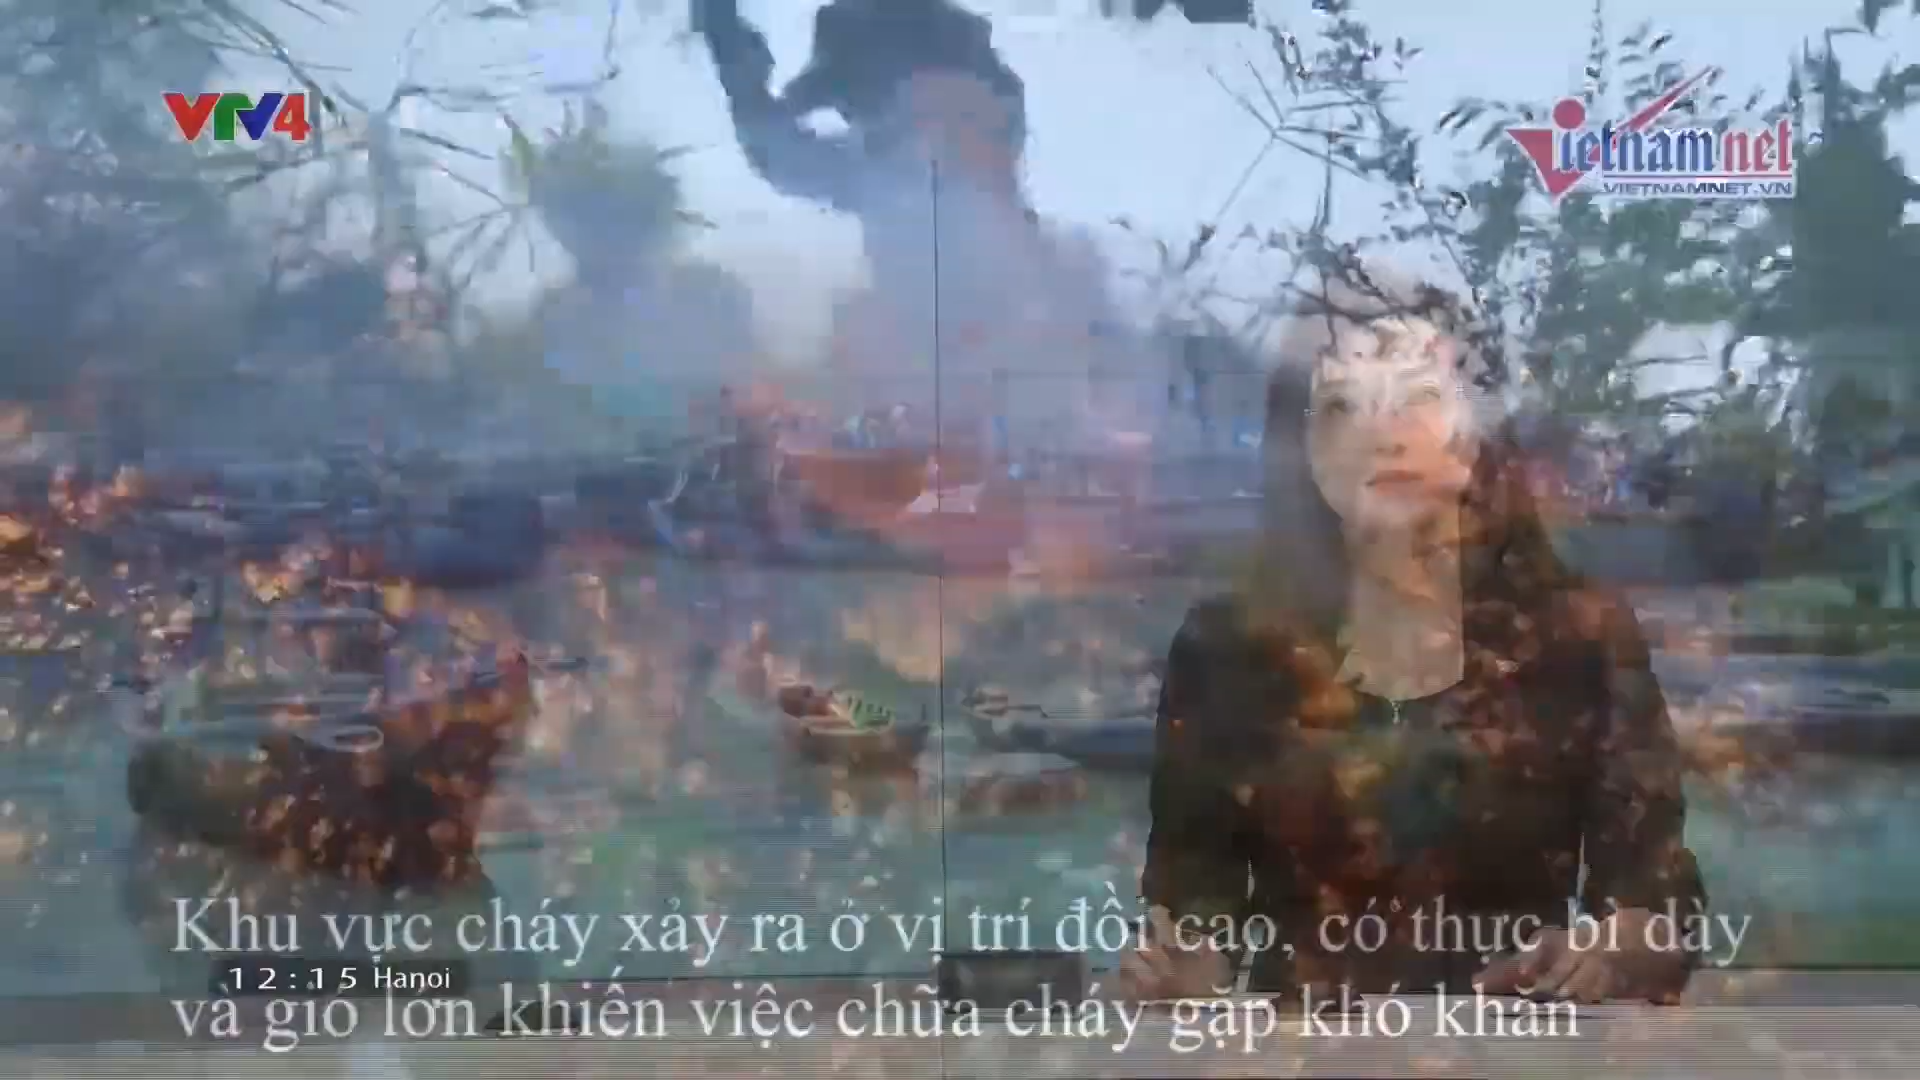 VTV4
vietnamnet
VIETNAMNET.VN
Khu vực cháy xảy ra ở vị trí đồi cao, có thực bì dày
12:15 Hanoi
và gió lớn khiến việc chữa cháy gặp khó khăn